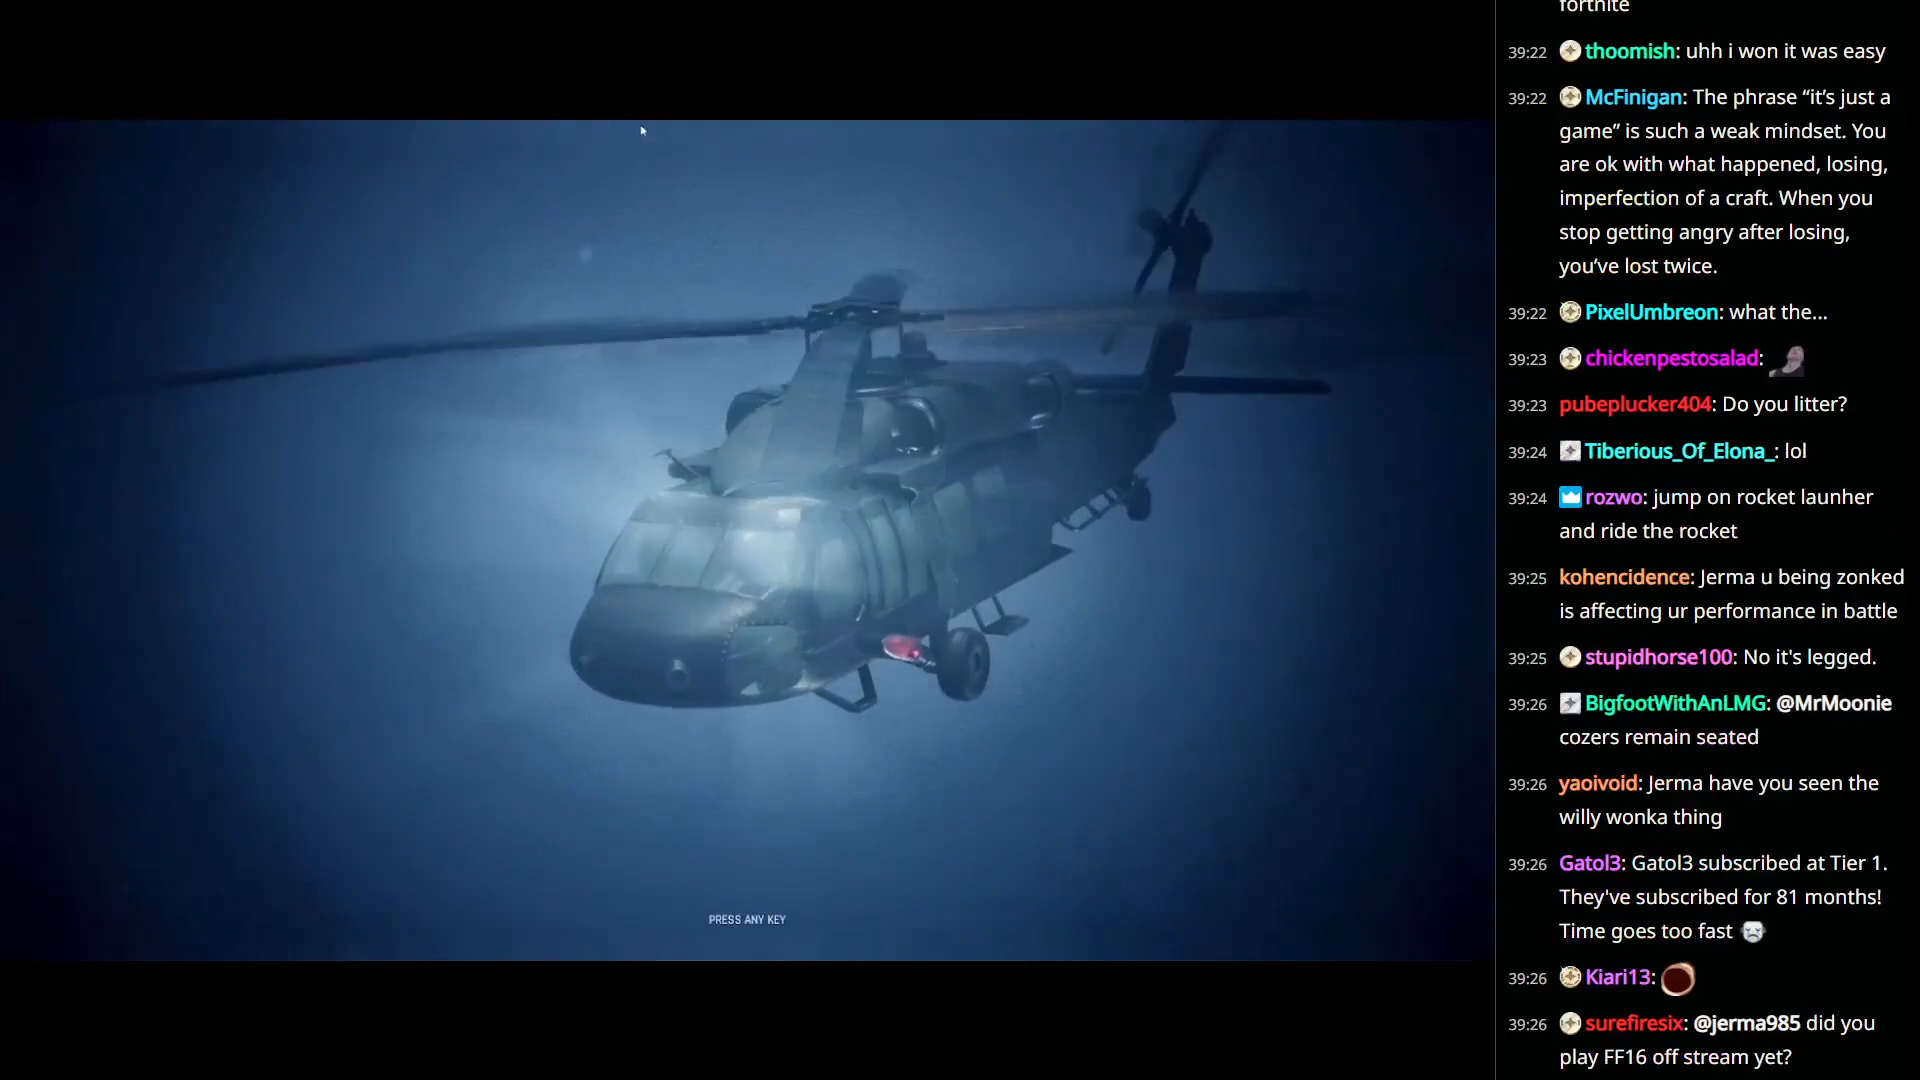 PRESS ANY KEY
fortnite
39:22 thoomish: uhh i won it was easy
39:22 McFinigan: The phrase “it’s just a
game” is such a weak mindset. You
are ok with what happened, losing,
imperfection of a craft. When you
stop getting angry after losing,
you’ve lost twice.
39:22 PixelUmbreon: what the...
39:23 chickenpestosalad:
39:23 pubeplucker404: Do you litter?
39:24 Tiberious_Of_Elona_: lol
39:24 rozwo: jump on rocket launher
and ride the rocket
39:25 kohencidence: Jerma u being zonked
is affecting ur performance in battle
39:25 stupidhorse100: No it's legged.
39:26 BigfootWithAnLMG: @MrMoonie
cozers remain seated
39:26 yaoivoid: Jerma have you seen the
willy wonka thing
39:26 Gatol3: Gatol3 subscribed at Tier 1.
They've subscribed for 81 months!
Time goes too fast
39:26 Kiari13:
39:26 surefiresix: @jerma985 did you
play FF16 off stream yet?